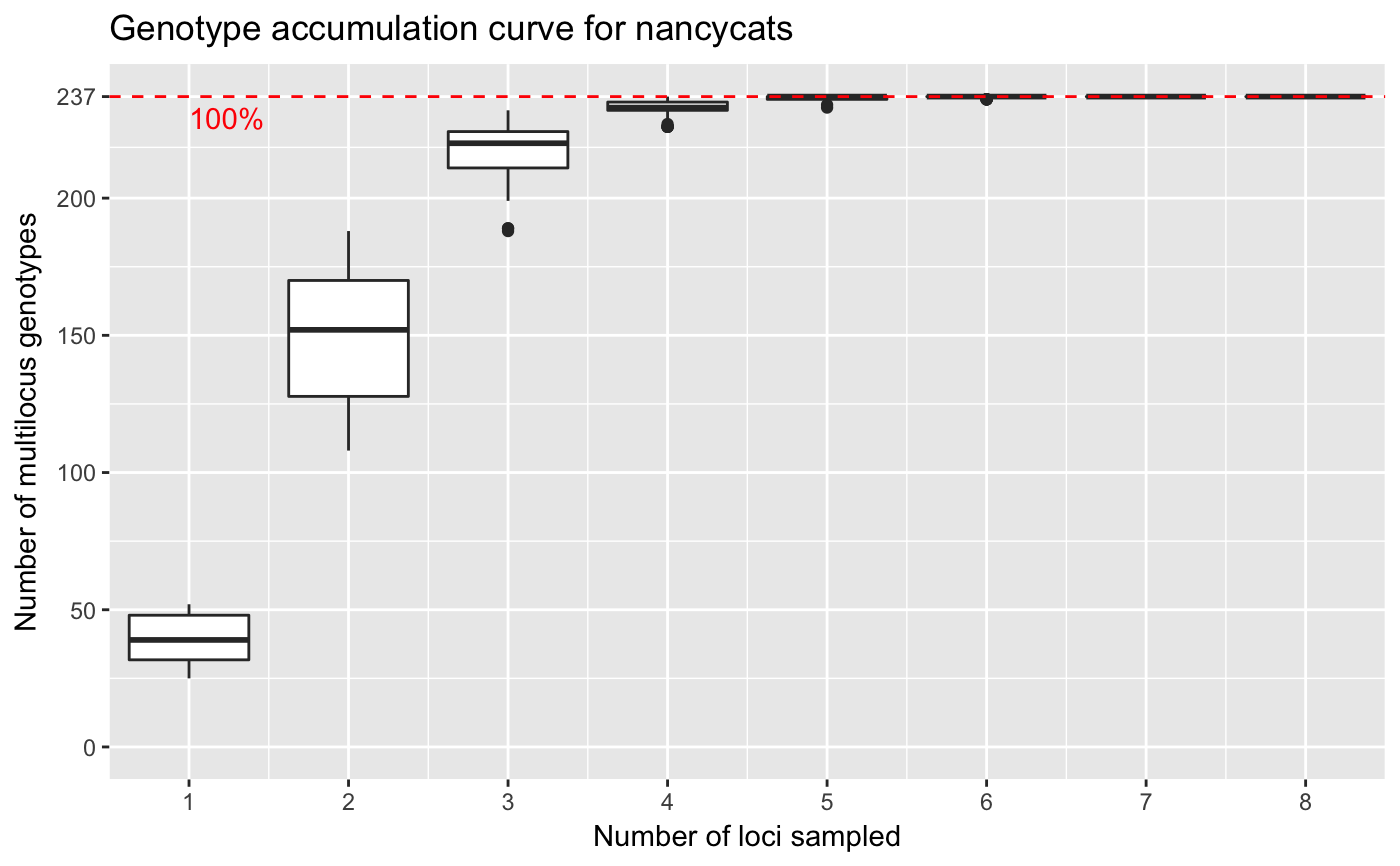 Genotype accumulation curve for nancycats
Number of multilocus genotypes
237
200
150
100
50
0
100%
1 2 3 4 5 6 7 8
Number of loci sampled